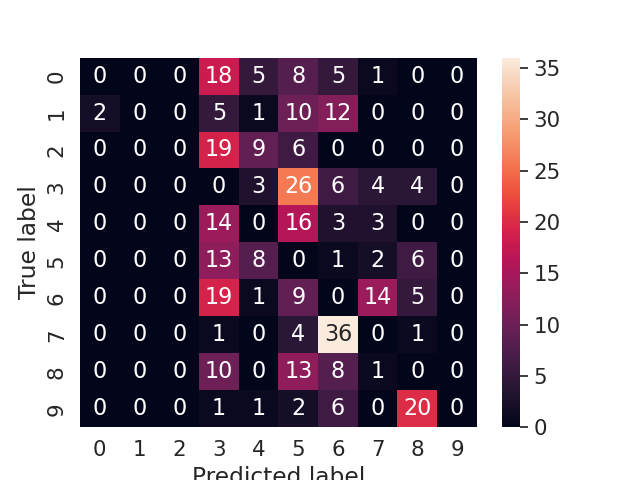 0 0 0 0 18 5 8 5 1 0 0 35
1 2 0 0 5 1 10 12 0 0 0 30
2 0 0 0 19 9 6 0 0 0 0 25
3 0 0 0 0 3 26 6 4 4 0 20
4 0 0 0 14 0 16 3 3 0 0 15
5 0 0 0 13 8 0 1 2 6 0 10
6 0 0 0 19 1 9 0 14 5 0 5
7 0 0 0 1 0 4 36 0 1 0 0
8 0 0 0 10 0 13 8 1 0 0
9 0 0 0 1 1 2 6 0 20 0
True label
0 1 2 3 4 5 6 7 8 9
Predicted label